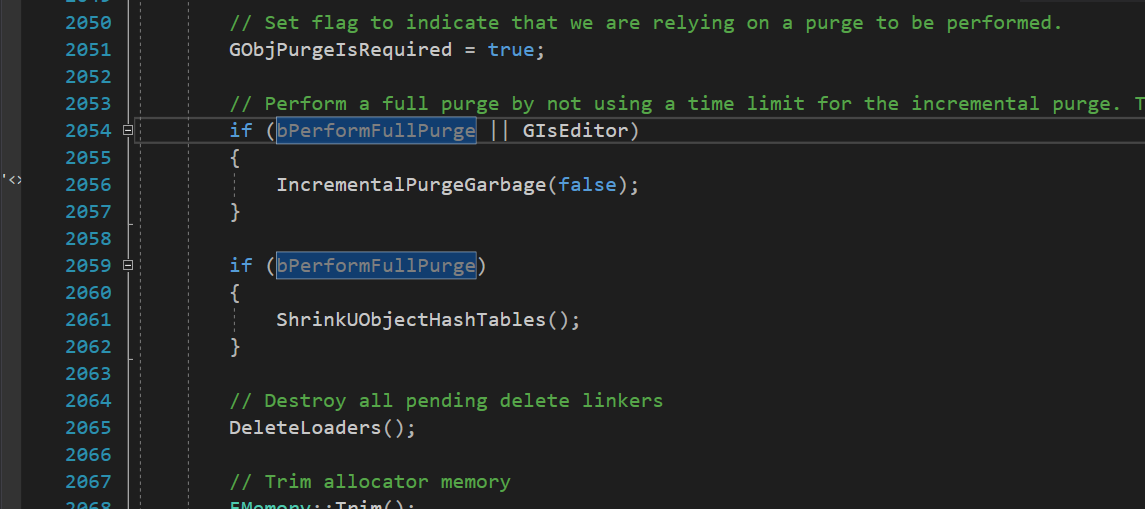 2050 // Set flag to indicate that we are relying on a purge to be performed.
2051 GObjPurgeIsRequired = true;
2052
2053 // Perform a full purge by not using a time limit for the incremental purge. T
2054 if (bPerformFullPurge || GIsEditor)
2055 {
2056 IncrementalPurgeGarbage(false);
2057 }
2058
2059 if (bPerformFullPurge)
2060 {
2061 ShrinkUObjectHashTables();
2062 }
2063
2064 // Destroy all pending delete linkers
2065 DeleteLoaders();
2066
2067 // Trim allocator memory
2068 FMemory::Trim();